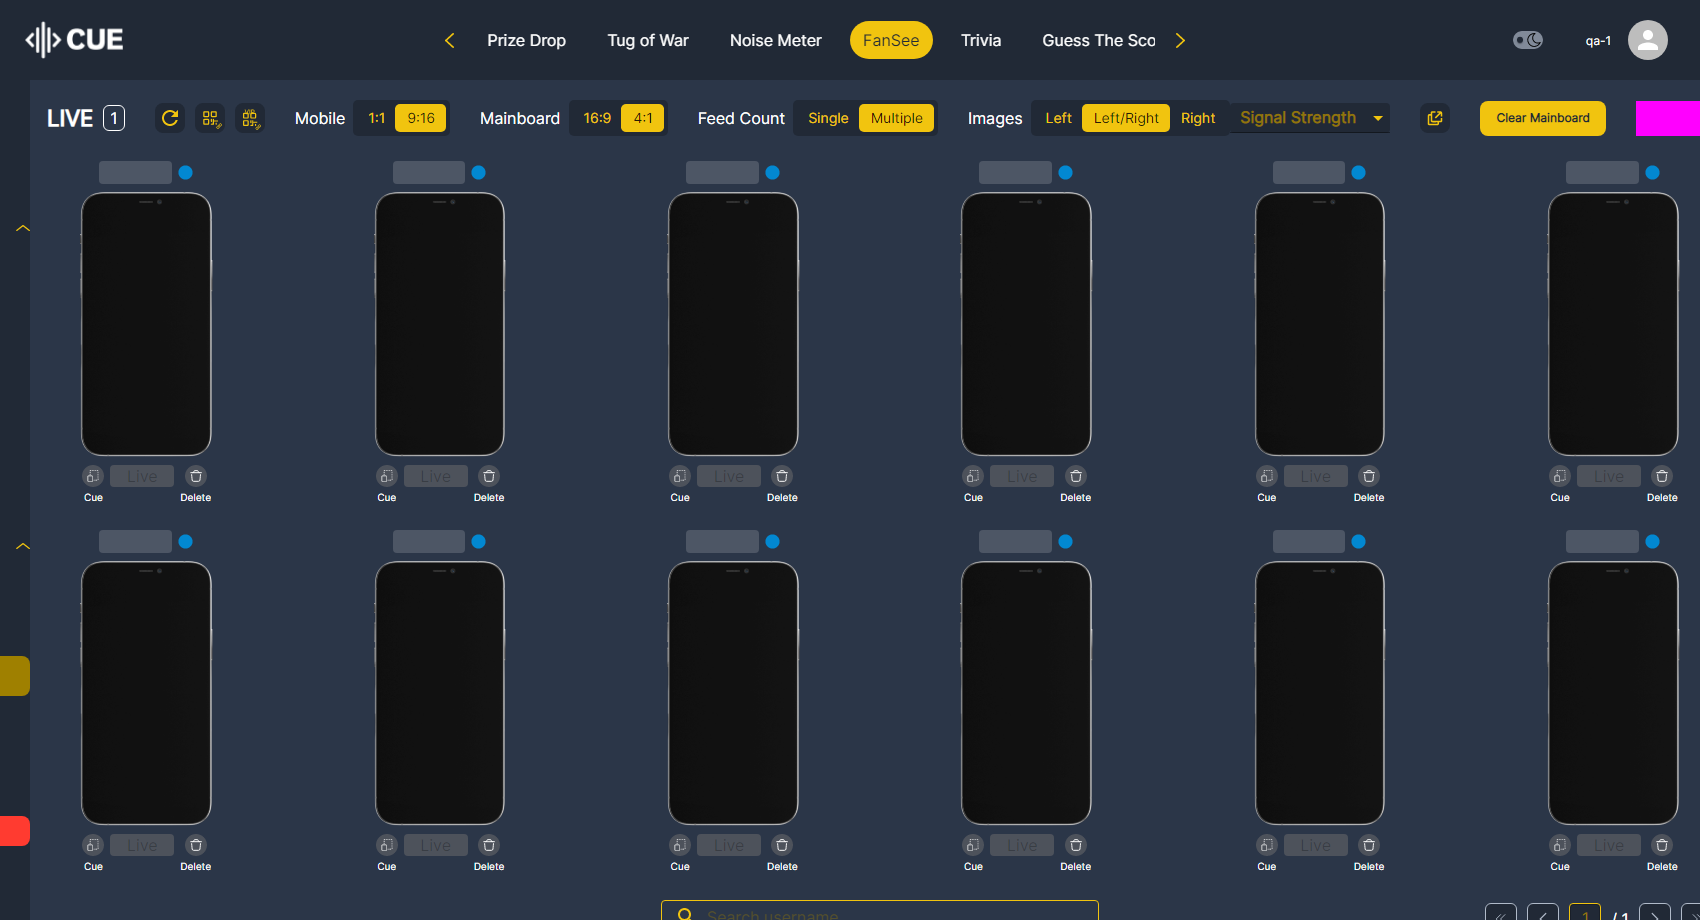 CUE
Prize Drop Tug of War Noise Meter FanSee Trivia Guess The Sco
qa-1
LIVE 1 Mobile 1:1 9:16 Mainboard 16:9 4:1 Feed Count Single Multiple Images Left Left/Right Right Signal Strength Clear Mainboard
Live Live Live Live Live Live
Cue Delete Cue Delete Cue Delete Cue Delete Cue Delete Cue Delete
Live Live Live Live Live Live
Cue Delete Cue Delete Cue Delete Cue Delete Cue Delete Cue Delete
Search username
1 / 1